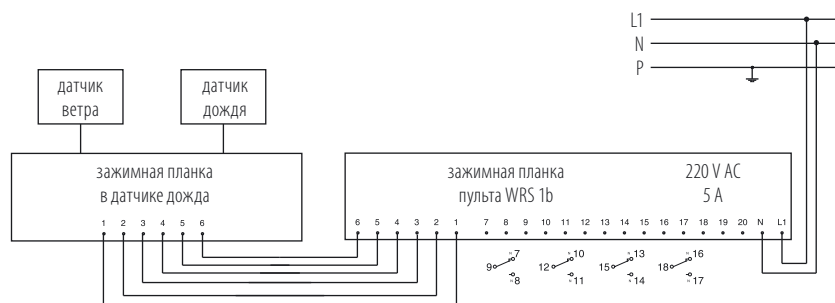 L1
N
P
датчик
ветра
датчик
дождя
зажимная планка
в датчике дождя
зажимная планка
пульта WRS 1b
220 V AC
5 A
1 2 3 4 5 6
6 5 4 3 2 1 7 8 9 10 11 12 13 14 15 16 17 18 19 20 N L1
9 7 8
12 10 11
15 13 14
18 16 17